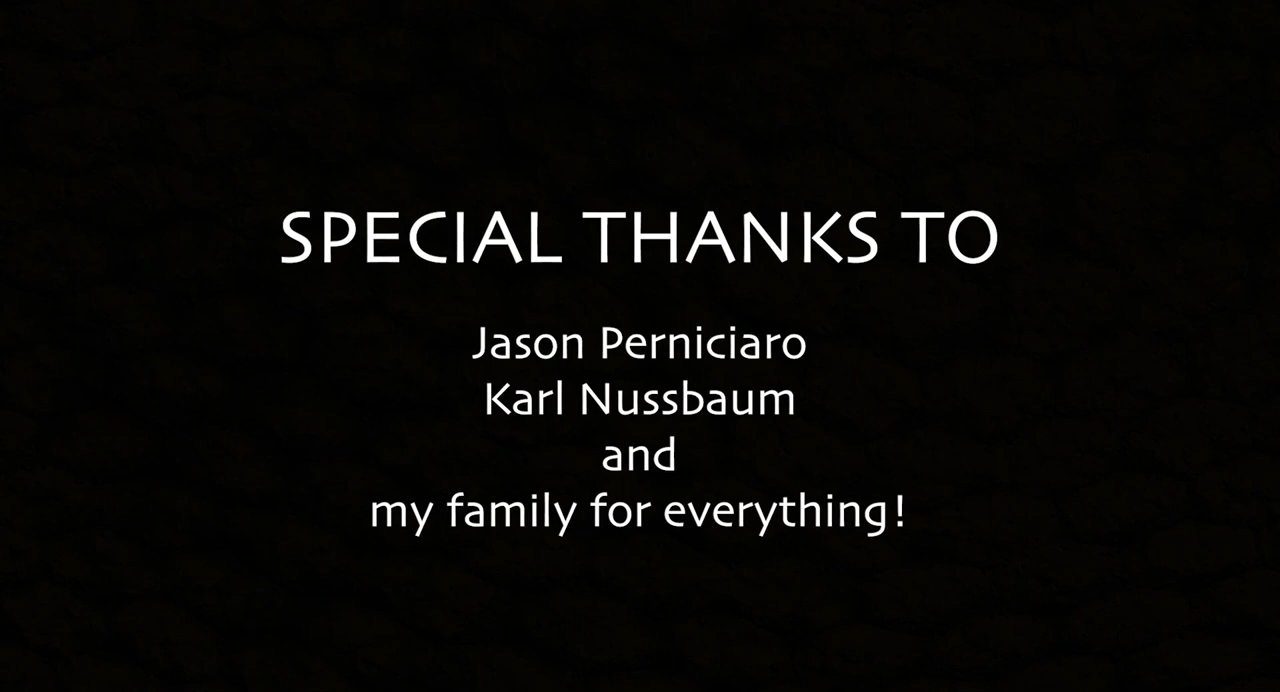 SPECIAL THANKS TO
Jason Perniciaro
Karl Nussbaum
and
my family for everything!